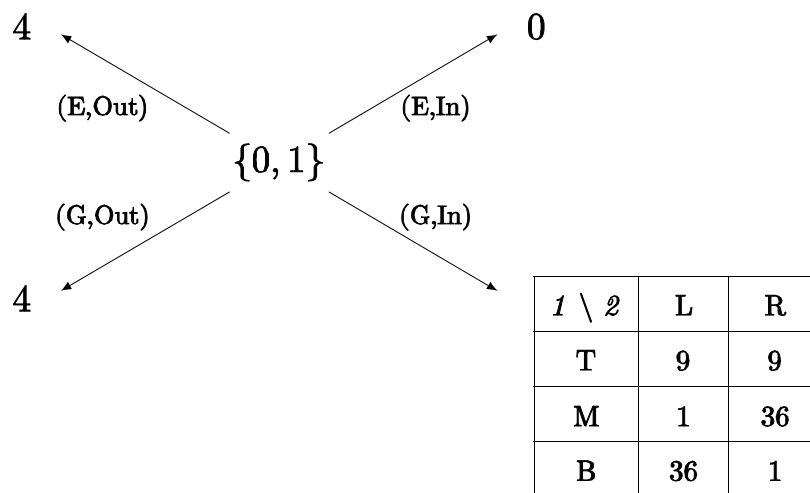 4 0
(E,Out) (E,In)
{0, 1}
(G,Out) (G,In)
4
1 \ 2 L R
T 9 9
M 1 36
B 36 1